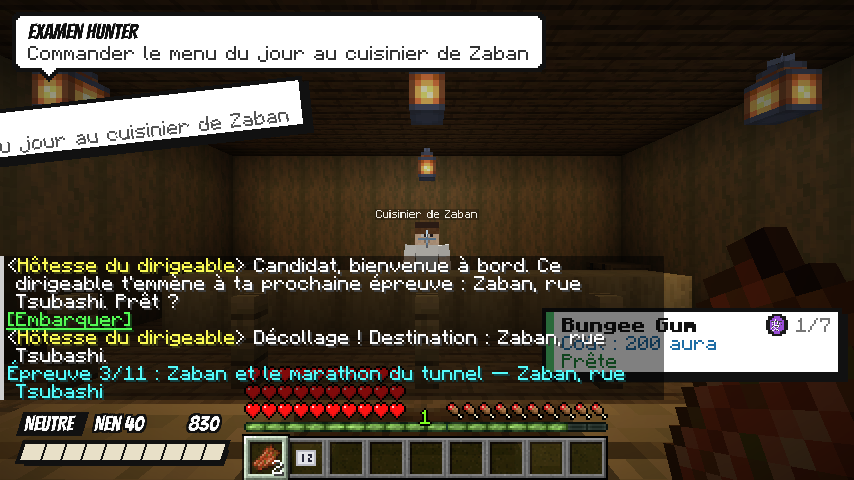 EXAMEN HUNTER
Commander le menu du jour au cuisinier de Zaban
u jour au cuisinier de Zaban
Cuisinier de Zaban
<Hôtesse du dirigeable> Candidat, bienvenue à bord. Ce
dirigeable t'emmène à ta prochaine épreuve : Zaban, rue
Tsubashi. Prêt ?
[Embarquer]
<Hôtesse du dirigeable> Décollage ! Destination : Zaban, rue
Tsubashi.
Épreuve 3/11 : Zaban et le marathon du tunnel — Zaban, rue
Tsubashi
Bungee Gum
1/7
Coût : 200 aura
Prête
NEUTRE
NEN 40
830
1
2
12